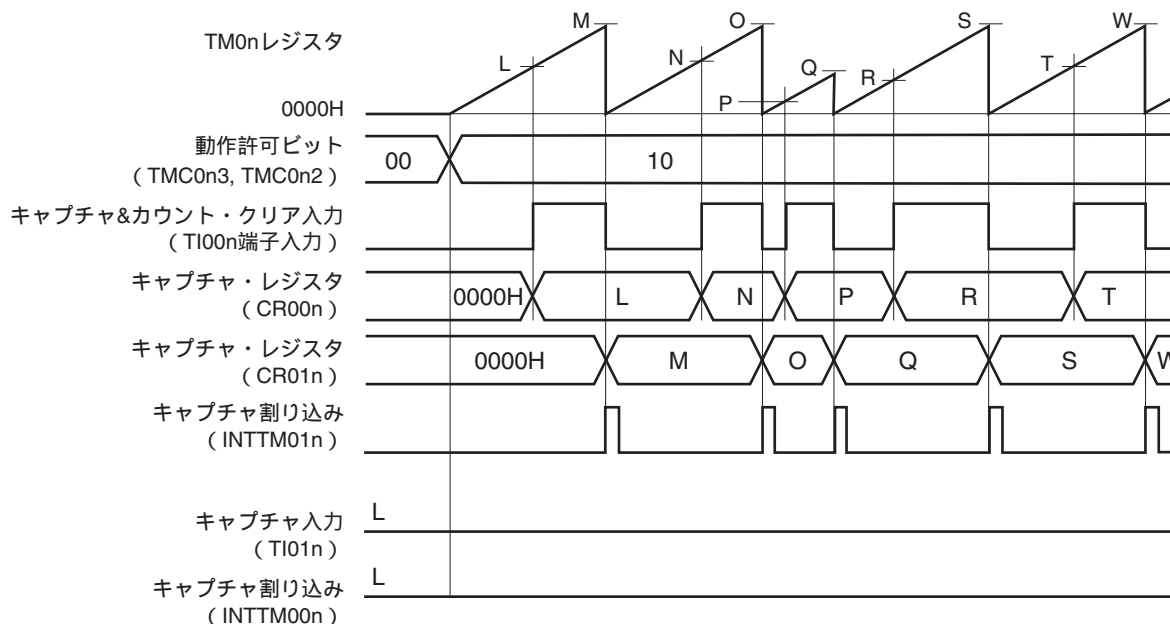 TM0nレジスタ
M
O
S
W
L
N
Q
R
T
P
0000H
動作許可ビット
（TMC0n3, TMC0n2）
00
10
キャプチャ&カウント・クリア入力
（TI00n端子入力）
キャプチャ・レジスタ
（CR00n）
0000H
L
N
P
R
T
キャプチャ・レジスタ
（CR01n）
0000H
M
O
Q
S
W
キャプチャ割り込み
（INTTM01n）
キャプチャ入力
（TI01n）
L
キャプチャ割り込み
（INTTM00n）
L